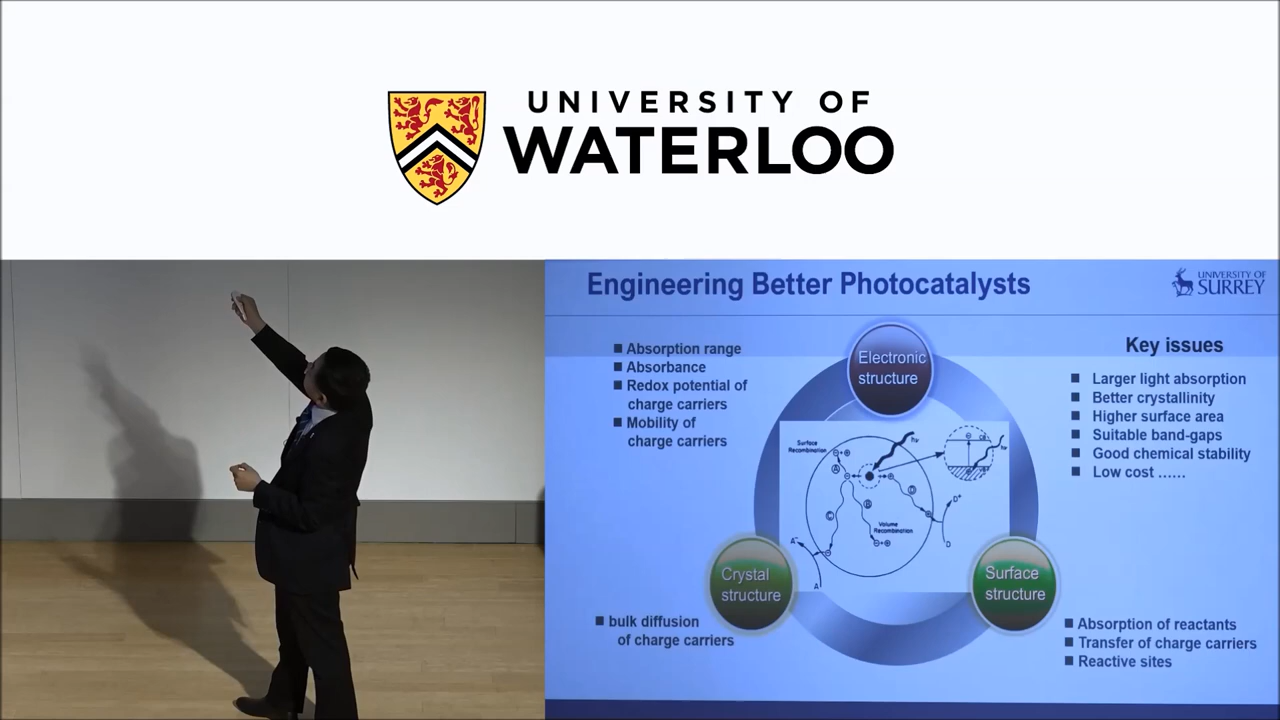 UNIVERSITY OF
WATERLOO
Engineering Better Photocatalysts
UNIVERSITY OF
SURREY
■ Absorption range
■ Absorbance
■ Redox potential of
charge carriers
■ Mobility of
charge carriers
Electronic
structure
Key issues
■ Larger light absorption
■ Better crystallinity
■ Higher surface area
■ Suitable band-gaps
■ Good chemical stability
■ Low cost ……
Surface
Recombination
hν
hν
A
D
B
C
Volume
Recombination
D⁺
D
A⁻
A
Crystal
structure
Surface
structure
■ bulk diffusion
of charge carriers
■ Absorption of reactants
■ Transfer of charge carriers
■ Reactive sites